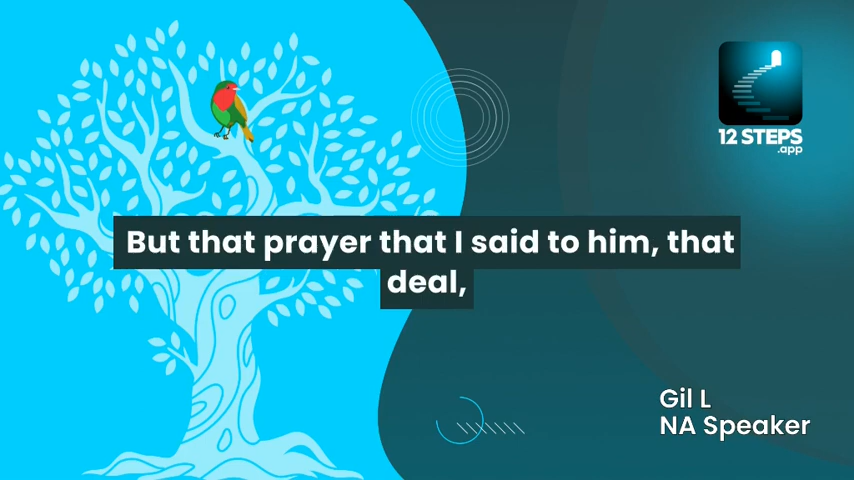 12 STEPS
.app
But that prayer that I said to him, that
deal,
Gil L
NA Speaker